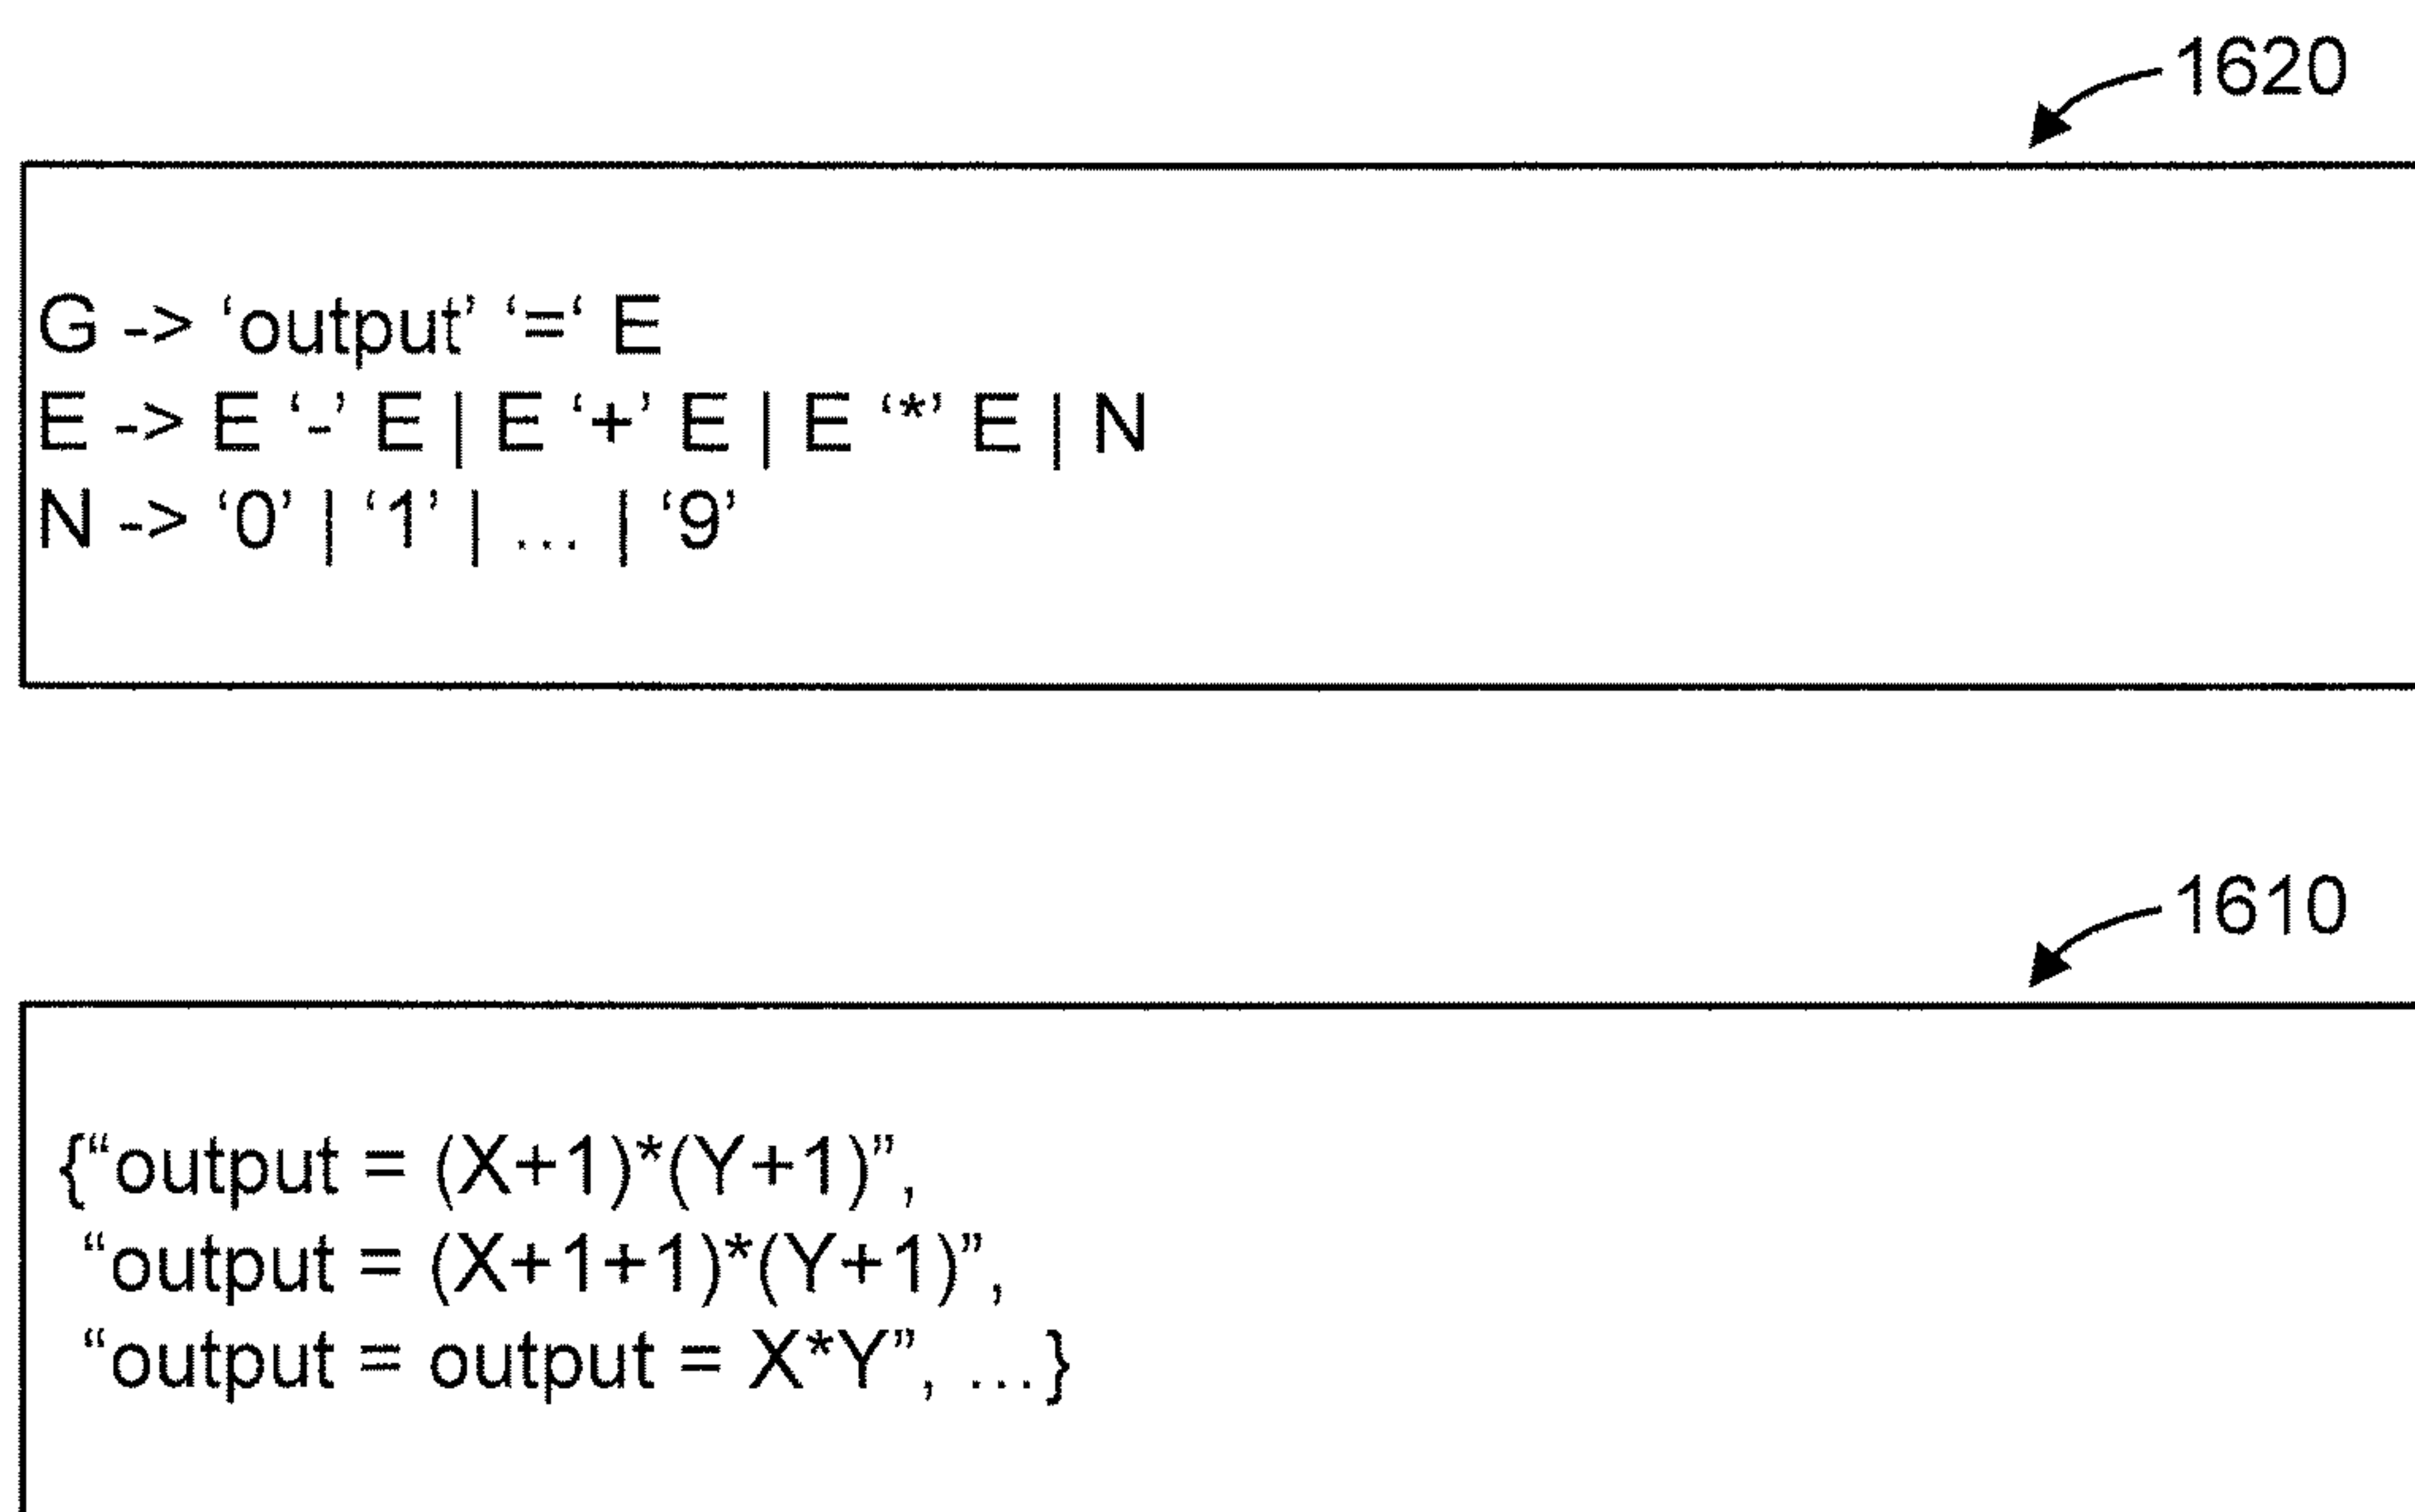 1620
G -> ‘output’ ‘=‘ E
E -> E ‘-’ E | E ‘+’ E | E ‘*’ E | N
N -> ‘0’ | ‘1’ | ... | ‘9’
1610
{“output = (X+1)*(Y+1)”,
“output = (X+1+1)*(Y+1)”,
“output = output = X*Y”, ...}